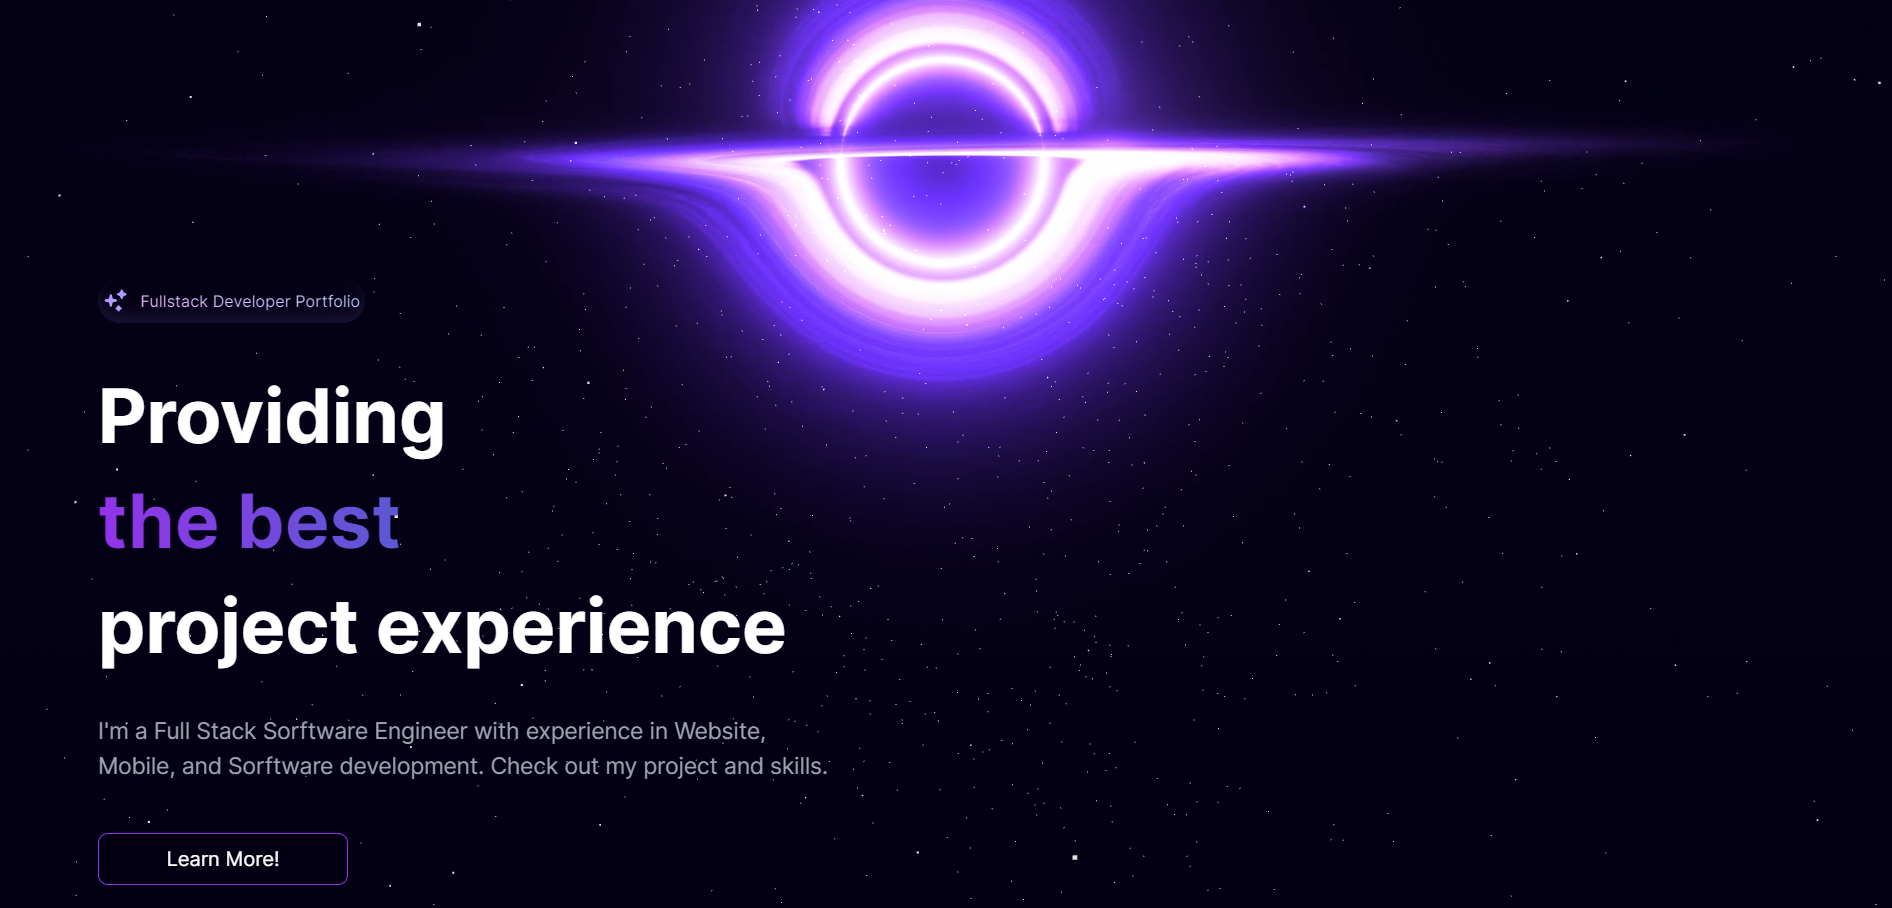 Fullstack Developer Portfolio
Providing
the best
project experience
I'm a Full Stack Sorftware Engineer with experience in Website,
Mobile, and Sorftware development. Check out my project and skills.
Learn More!